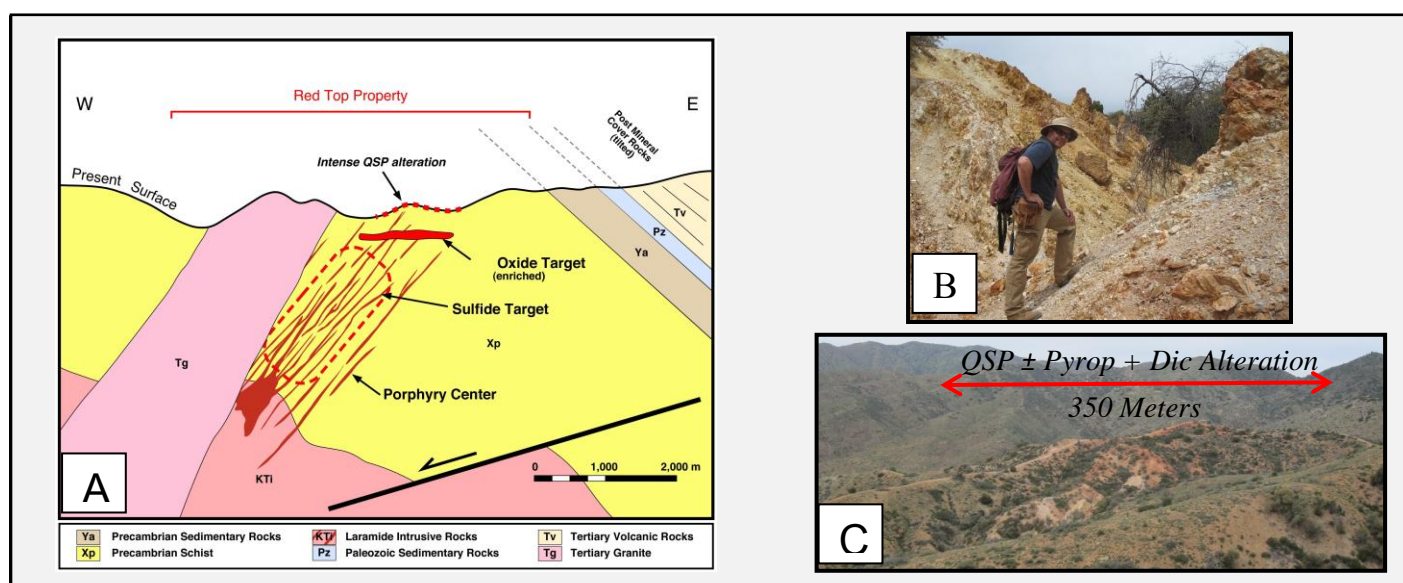 W
Red Top Property
E
Post Mineral
Cover Rocks
(tilted)
Intense QSP alteration
Present Surface
Tv
Pz
Ya
Oxide Target
(enriched)
Sulfide Target
Xp
Tg
Porphyry Center
0 1,000 2,000 m
KTi
A
Ya Precambrian Sedimentary Rocks
KTi Laramide Intrusive Rocks
Tv Tertiary Volcanic Rocks
Xp Precambrian Schist
Pz Paleozoic Sedimentary Rocks
Tg Tertiary Granite
B
QSP ± Pyrop + Dic Alteration
350 Meters
C